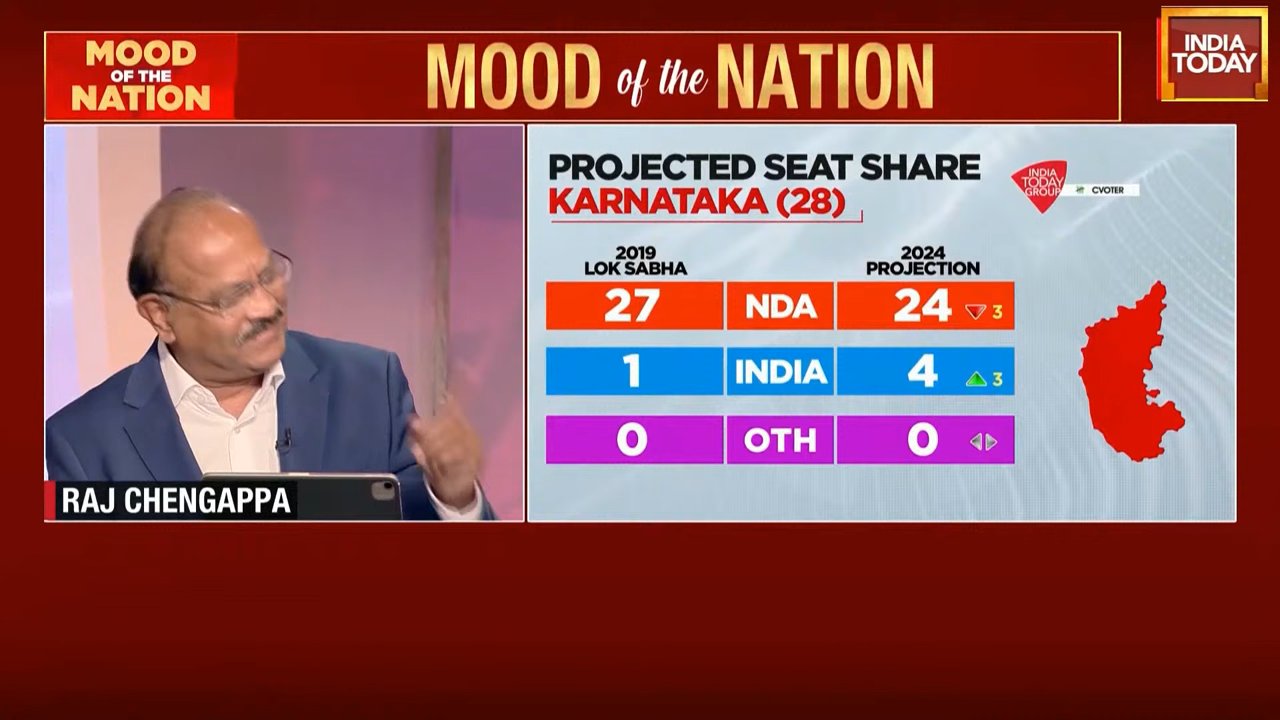 MOOD
OF THE
NATION
MOOD of the NATION
INDIA
TODAY
PROJECTED SEAT SHARE
KARNATAKA (28)
INDIA
TODAY
GROUP
CVOTER
2019
LOK SABHA
2024
PROJECTION
27 NDA 24 3
1 INDIA 4 3
0 OTH 0
RAJ CHENGAPPA